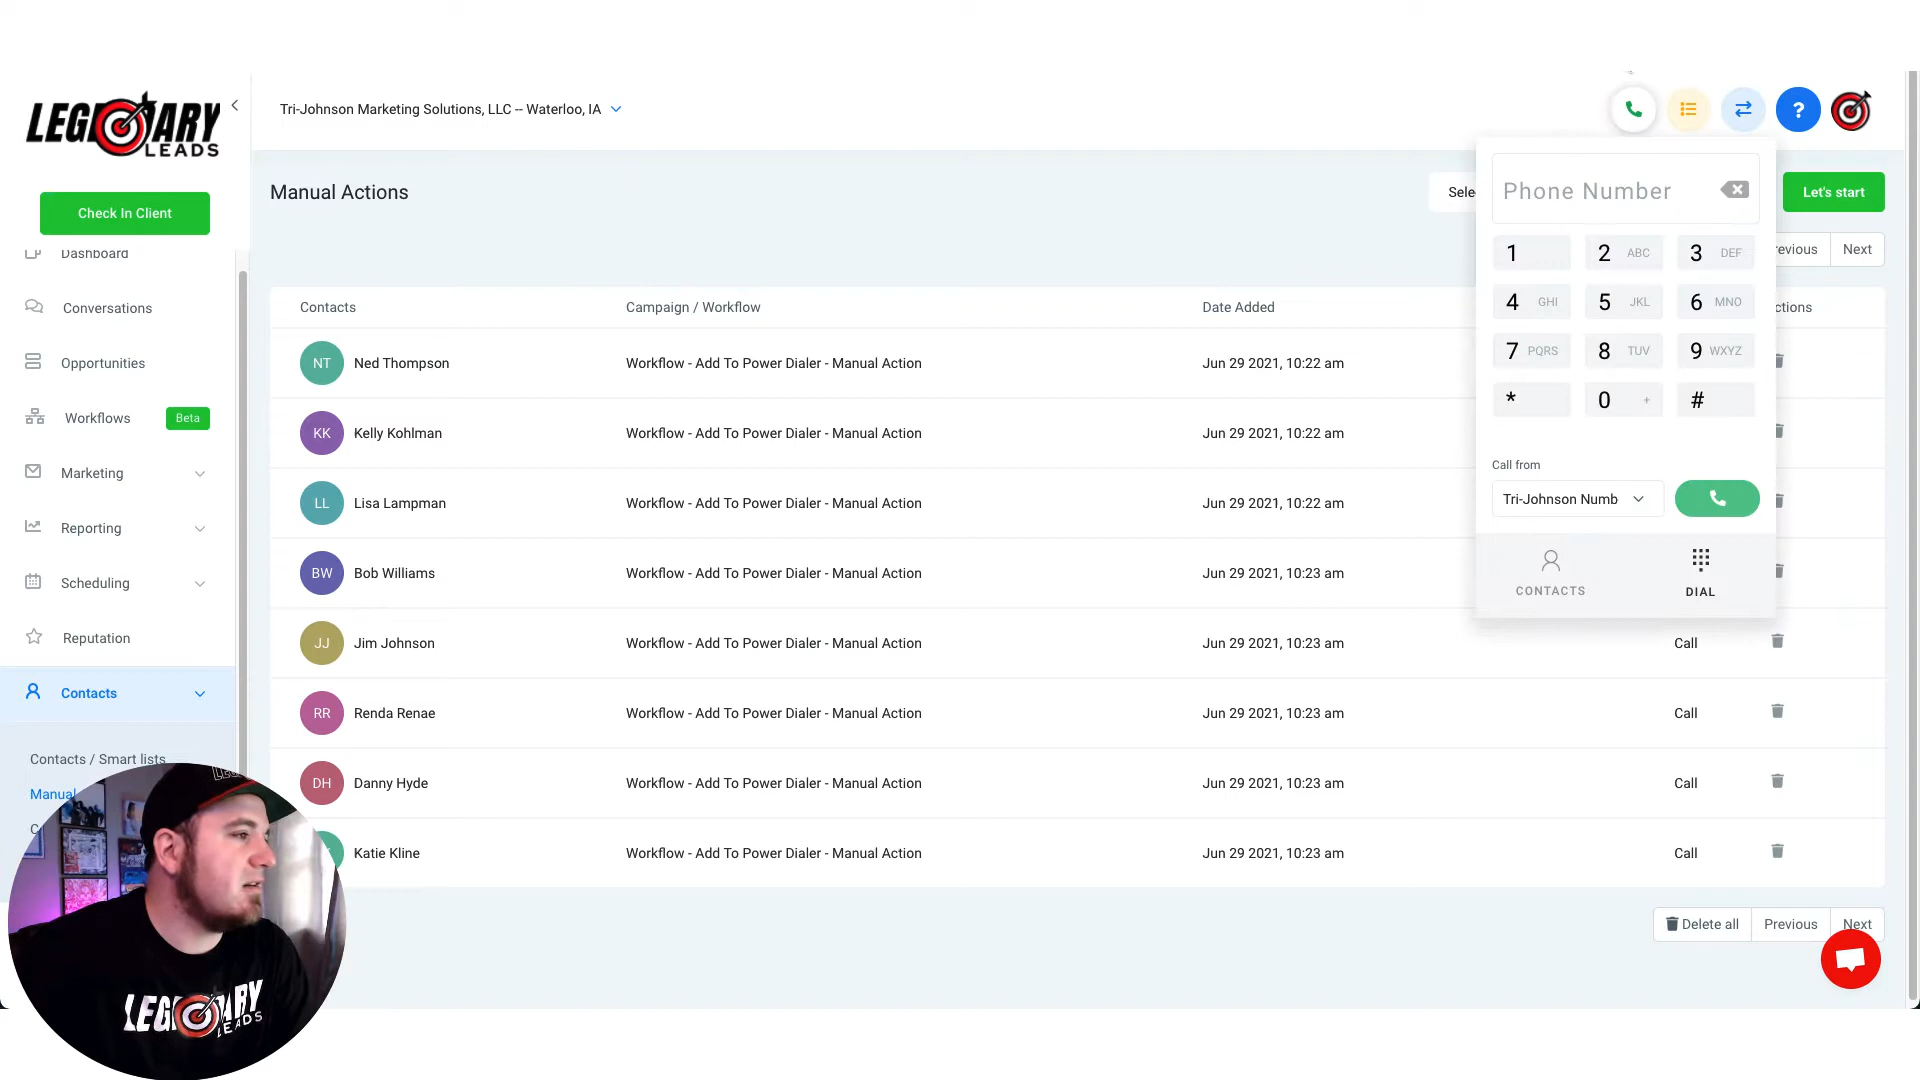 LEGENDARY
LEADS
Tri-Johnson Marketing Solutions, LLC -- Waterloo, IA
?
Check In Client
Manual Actions
Sele
Let's start
Phone Number
evious
Next
1
2 ABC
3 DEF
4 GHI
5 JKL
6 MNO
7 PQRS
8 TUV
9 WXYZ
*
0 +
#
Call from
Tri-Johnson Numb
CONTACTS
DIAL
Dashboard
Conversations
Opportunities
Workflows
Beta
Marketing
Reporting
Scheduling
Reputation
Contacts
Contacts / Smart lists
Manual
Contacts
Campaign / Workflow
Date Added
ctions
NT Ned Thompson
Workflow - Add To Power Dialer - Manual Action
Jun 29 2021, 10:22 am
KK Kelly Kohlman
Workflow - Add To Power Dialer - Manual Action
Jun 29 2021, 10:22 am
LL Lisa Lampman
Workflow - Add To Power Dialer - Manual Action
Jun 29 2021, 10:22 am
BW Bob Williams
Workflow - Add To Power Dialer - Manual Action
Jun 29 2021, 10:23 am
JJ Jim Johnson
Workflow - Add To Power Dialer - Manual Action
Jun 29 2021, 10:23 am
Call
RR Renda Renae
Workflow - Add To Power Dialer - Manual Action
Jun 29 2021, 10:23 am
Call
DH Danny Hyde
Workflow - Add To Power Dialer - Manual Action
Jun 29 2021, 10:23 am
Call
Katie Kline
Workflow - Add To Power Dialer - Manual Action
Jun 29 2021, 10:23 am
Call
Delete all
Previous
Next
LEGENDARY
LEADS